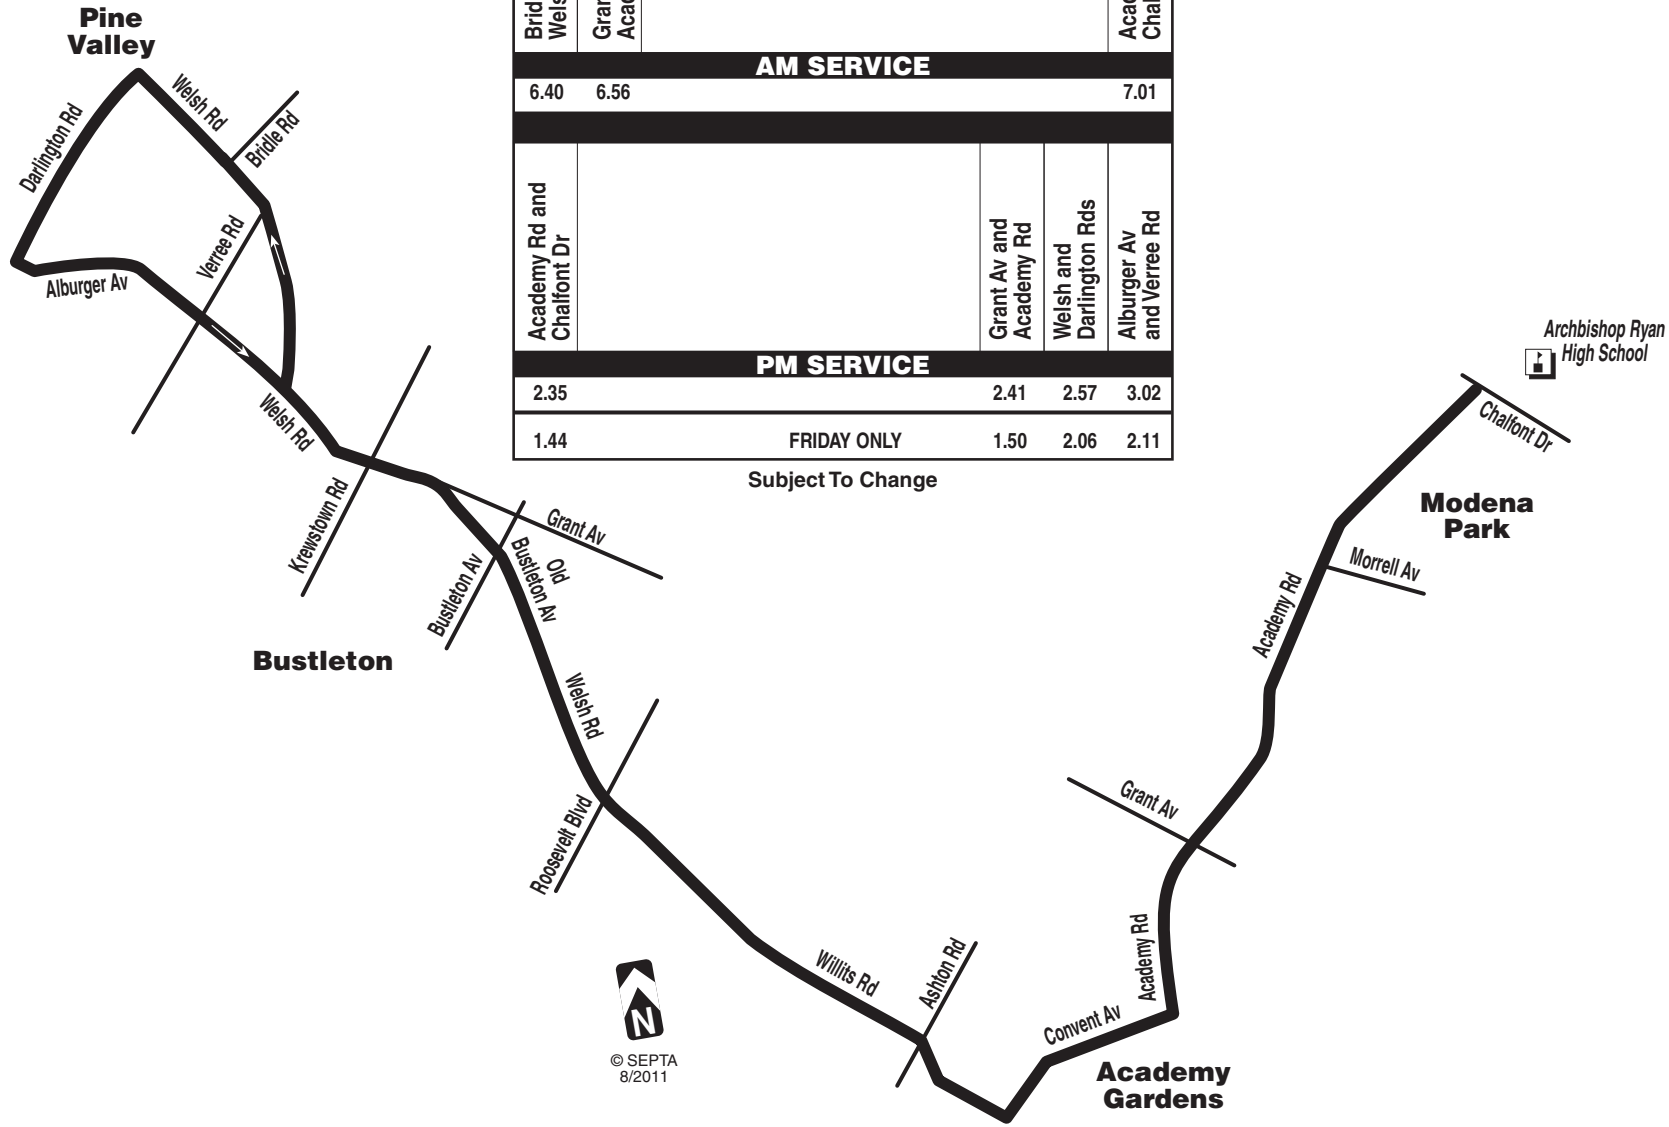 Pine
Valley
AM SERVICE
6.40 6.56 7.01
Academy Rd and
Chalfont Dr
Grant Av and
Academy Rd
Welsh and
Darlington Rds
Alburger Av
and Verree Rd
PM SERVICE
2.35 2.41 2.57 3.02
1.44 FRIDAY ONLY 1.50 2.06 2.11
Subject To Change
Welsh Rd
Bridle Rd
Darlington Rd
Verree Rd
Alburger Av
Welsh Rd
Krewstown Rd
Grant Av
Old
Bustleton Av
Bustleton Av
Bustleton
Welsh Rd
Roosevelt Blvd
Willits Rd
Ashton Rd
Convent Av
Academy Rd
Grant Av
Academy Rd
Morrell Av
Modena
Park
Chalfont Dr
Archbishop Ryan
High School
Academy
Gardens
N
© SEPTA
8/2011